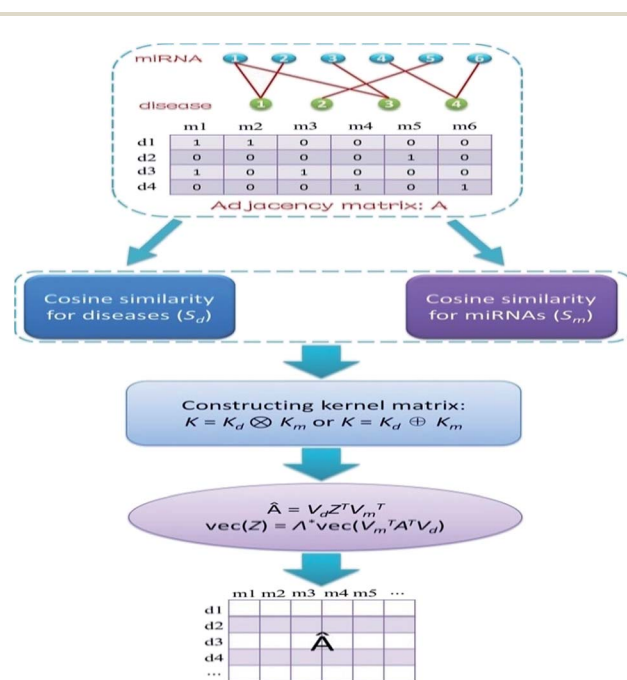 miRNA 1 2 3 4 5 6
disease 1 2 3 4
m1 m2 m3 m4 m5 m6
d1 1 1 0 0 0 0
d2 0 0 0 0 1 0
d3 1 0 1 0 0 0
d4 0 0 0 1 0 1
Adjacency matrix: A
Cosine similarity
for diseases (S_d)
Cosine similarity
for miRNAs (S_m)
Constructing kernel matrix:
K = K_d ⊗ K_m or K = K_d ⊕ K_m
Â = V_dZᵀV_mᵀ
vec(Z) = Λ*vec(V_mᵀAᵀV_d)
m1 m2 m3 m4 m5 ...
d1
d2
d3 Â
d4
...